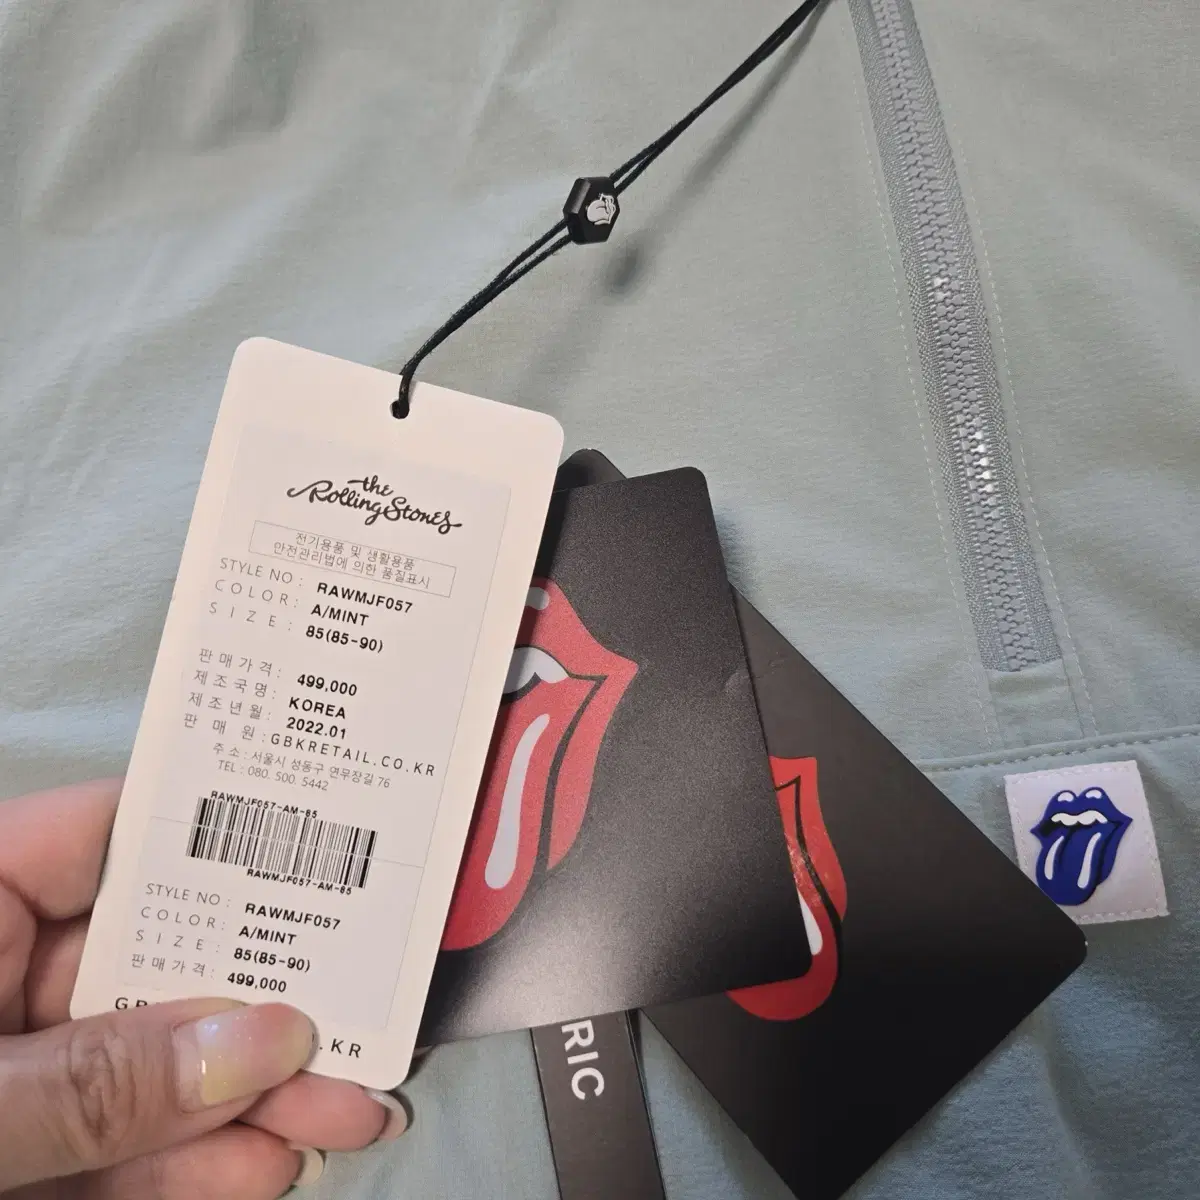 the
Rolling Stones
전기용품 및 생활용품
안전관리법에 의한 품질표시
STYLE NO : RAWMJF057
COLOR : A/MINT
SIZE : 85(85-90)
판매가격 : 499,000
제조국명 : KOREA
제조년월 : 2022.01
판매원 : GBKRETAIL.CO.KR
주소 : 서울시 성동구 연무장길 76
TEL : 080. 500. 5442
RAWMJF057-AM-85
RAWMJF057-AM-85
STYLE NO : RAWMJF057
COLOR : A/MINT
SIZE : 85(85-90)
판매가격 : 499,000
.KR
RIC